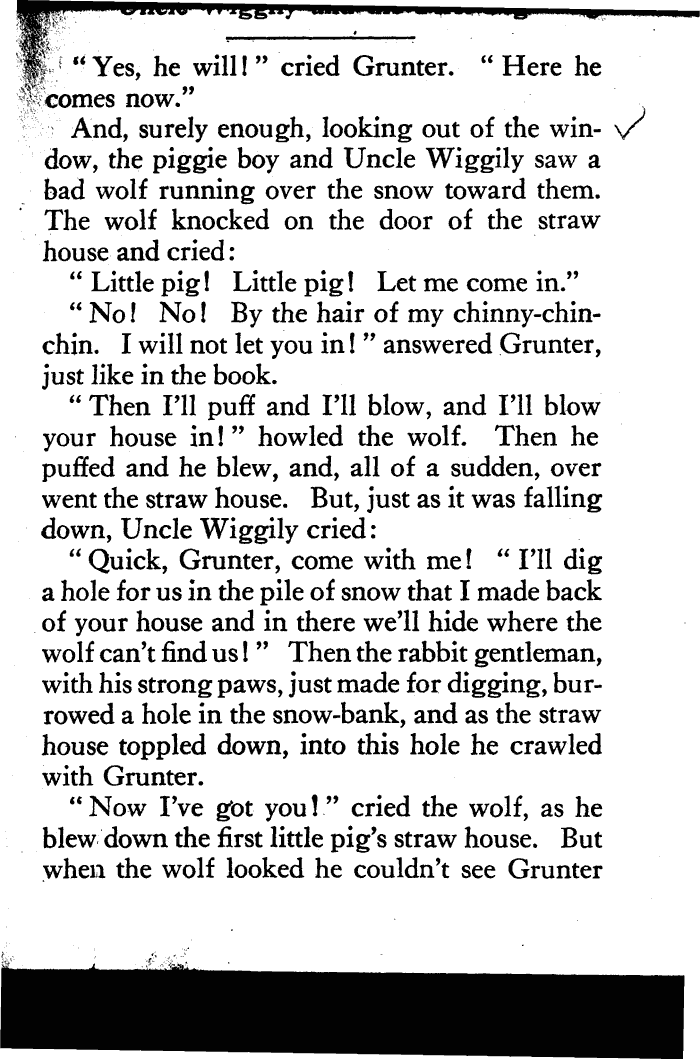 Uncle Wiggily and the
“Yes, he will!” cried Grunter. “Here he
comes now.”
And, surely enough, looking out of the win-
dow, the piggie boy and Uncle Wiggily saw a
bad wolf running over the snow toward them.
The wolf knocked on the door of the straw
house and cried:
“Little pig! Little pig! Let me come in.”
“No! No! By the hair of my chinny-chin-
chin. I will not let you in!” answered Grunter,
just like in the book.
“Then I'll puff and I'll blow, and I'll blow
your house in!” howled the wolf. Then he
puffed and he blew, and, all of a sudden, over
went the straw house. But, just as it was falling
down, Uncle Wiggily cried:
“Quick, Grunter, come with me! “I'll dig
a hole for us in the pile of snow that I made back
of your house and in there we'll hide where the
wolf can't find us!” Then the rabbit gentleman,
with his strong paws, just made for digging, bur-
rowed a hole in the snow-bank, and as the straw
house toppled down, into this hole he crawled
with Grunter.
“Now I've got you!” cried the wolf, as he
blew down the first little pig's straw house. But
when the wolf looked he couldn't see Grunter